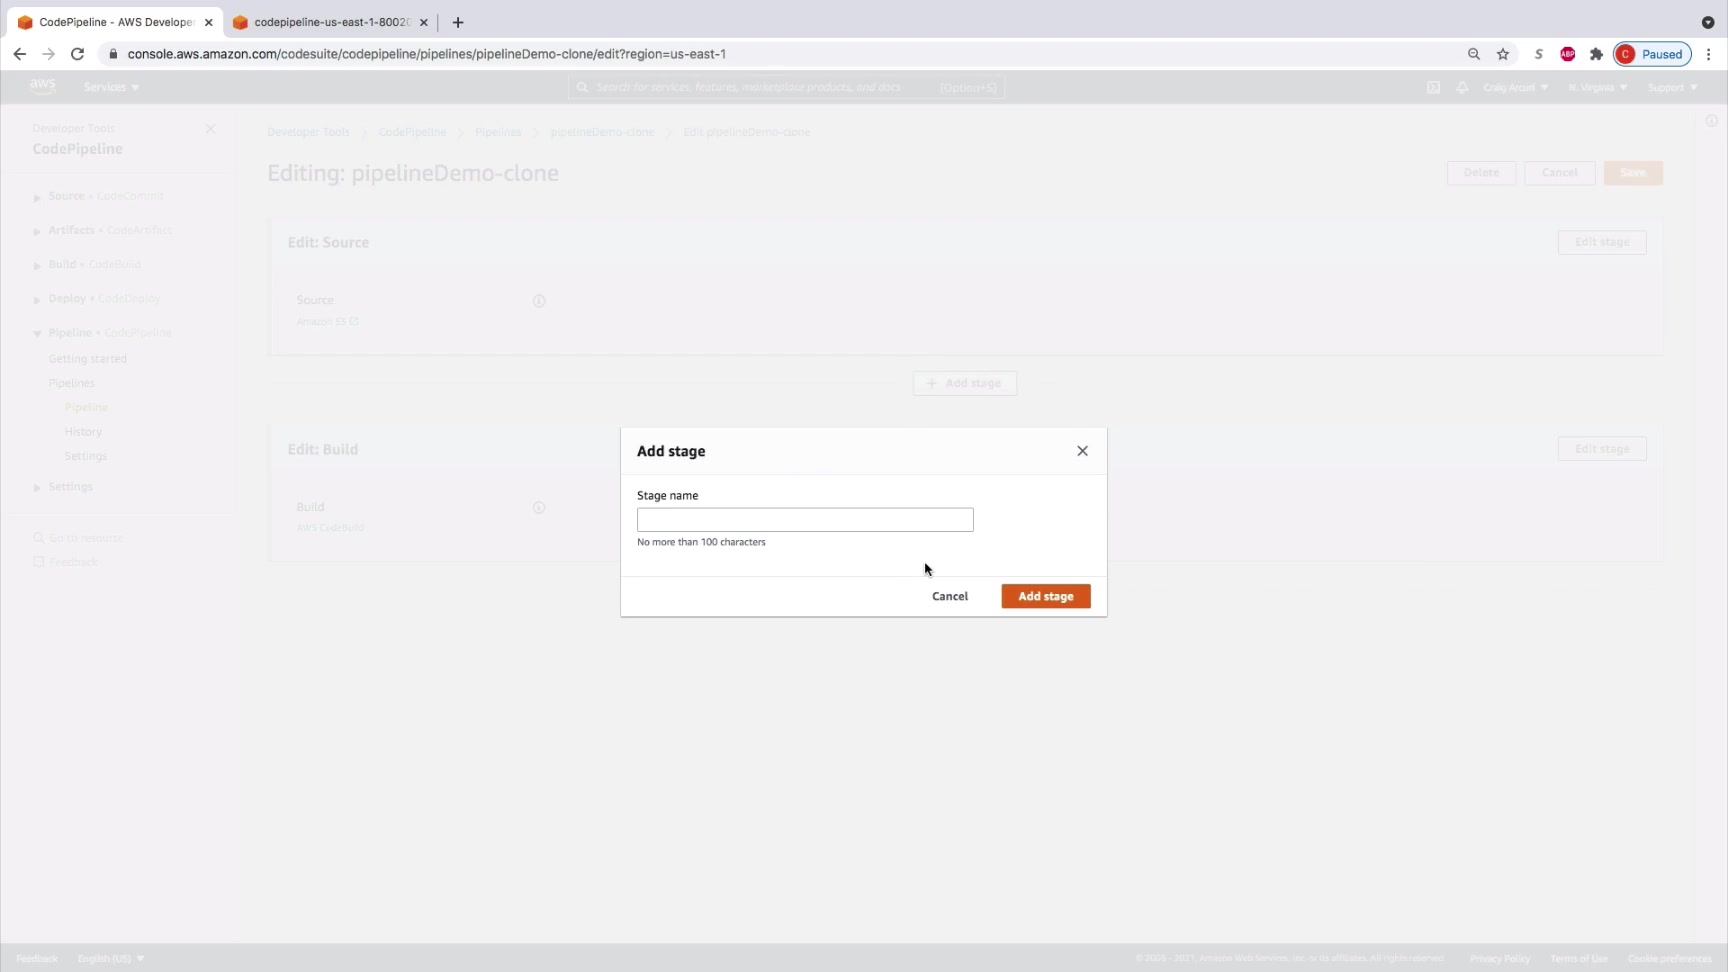 CodePipeline - AWS Develope
codepipeline-us-east-1-80020
console.aws.amazon.com/codesuite/codepipeline/pipelines/pipelineDemo-clone/edit?region=us-east-1
S
ABP
C Paused
aws
Services
Search for services, features, marketplace products, and docs [Option+S]
N. Virginia
Support
Developer Tools
CodePipeline
Source • CodeCommit
Artifacts • CodeArtifact
Build • CodeBuild
Deploy • CodeDeploy
Pipeline • CodePipeline
Getting started
Pipelines
Pipeline
History
Settings
Settings
Go to resource
Feedback
Developer Tools CodePipeline Pipelines pipelineDemo-clone Edit pipelineDemo-clone
Editing: pipelineDemo-clone
Delete
Cancel
Save
Edit: Source
Edit stage
Source
Amazon S3
+ Add stage
Edit: Build
Edit stage
Build
AWS CodeBuild
Add stage
Stage name
No more than 100 characters
Cancel
Add stage
Feedback
English (US)
© 2008 - 2021, Amazon Web Services, Inc. or its affiliates. All rights reserved.
Privacy Policy
Terms of Use
Cookie preferences